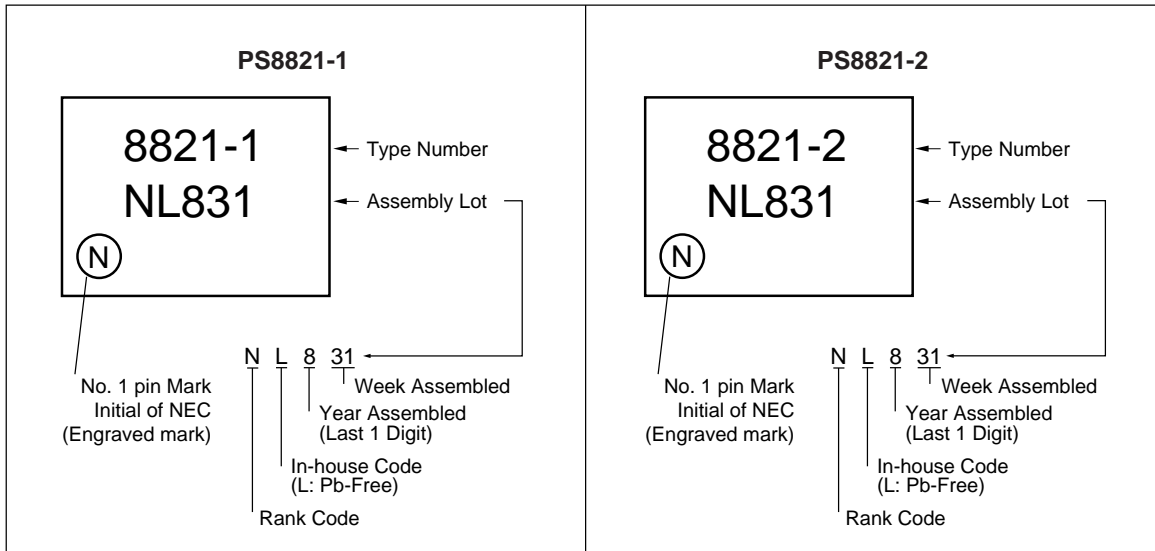 PS8821-1
8821-1
Type Number
NL831
Assembly Lot
N
N L 8 31
No. 1 pin Mark
Initial of NEC
(Engraved mark)
Week Assembled
Year Assembled
(Last 1 Digit)
In-house Code
(L: Pb-Free)
Rank Code
PS8821-2
8821-2
Type Number
NL831
Assembly Lot
N
N L 8 31
No. 1 pin Mark
Initial of NEC
(Engraved mark)
Week Assembled
Year Assembled
(Last 1 Digit)
In-house Code
(L: Pb-Free)
Rank Code